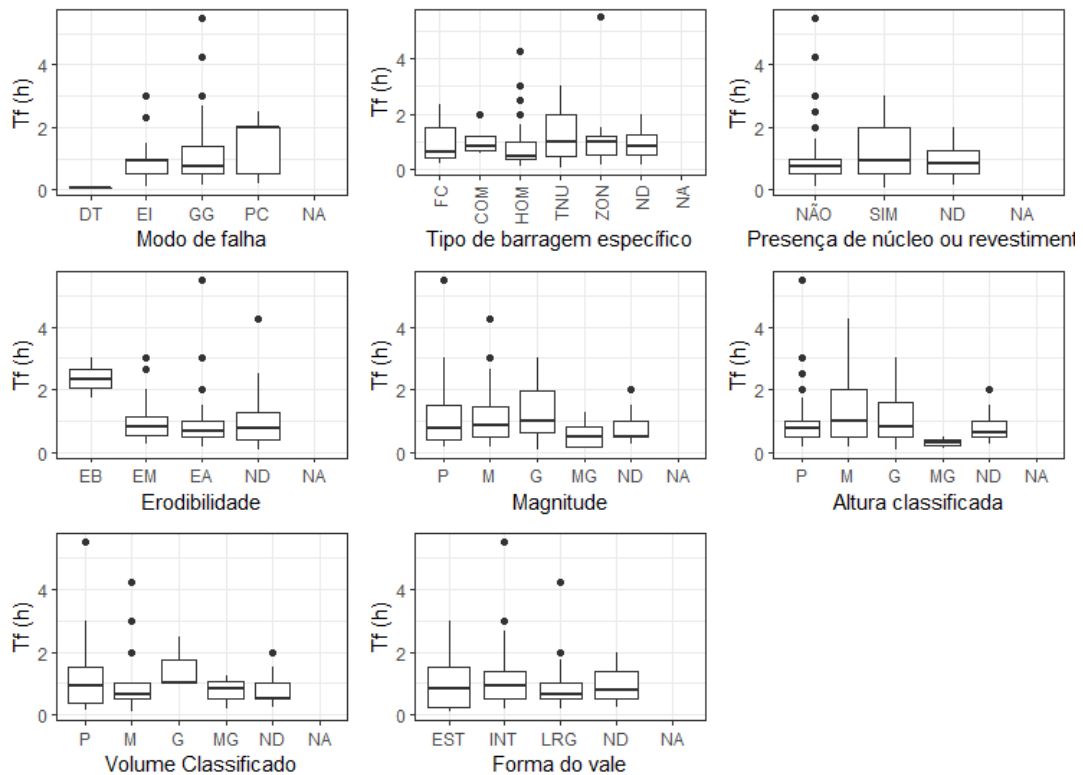 Tf (h)
4
2
0
DT EI GG PC NA
Modo de falha
Tf (h)
4
2
0
FC COM HOM TNU ZON ND NA
Tipo de barragem específico
Tf (h)
4
2
0
NÃO SIM ND NA
Presença de núcleo ou revestiment
Tf (h)
4
2
0
EB EM EA ND NA
Erodibilidade
Tf (h)
4
2
0
P M G MG ND NA
Magnitude
Tf (h)
4
2
0
P M G MG ND NA
Altura classificada
Tf (h)
4
2
0
P M G MG ND NA
Volume Classificado
Tf (h)
4
2
0
EST INT LRG ND NA
Forma do vale